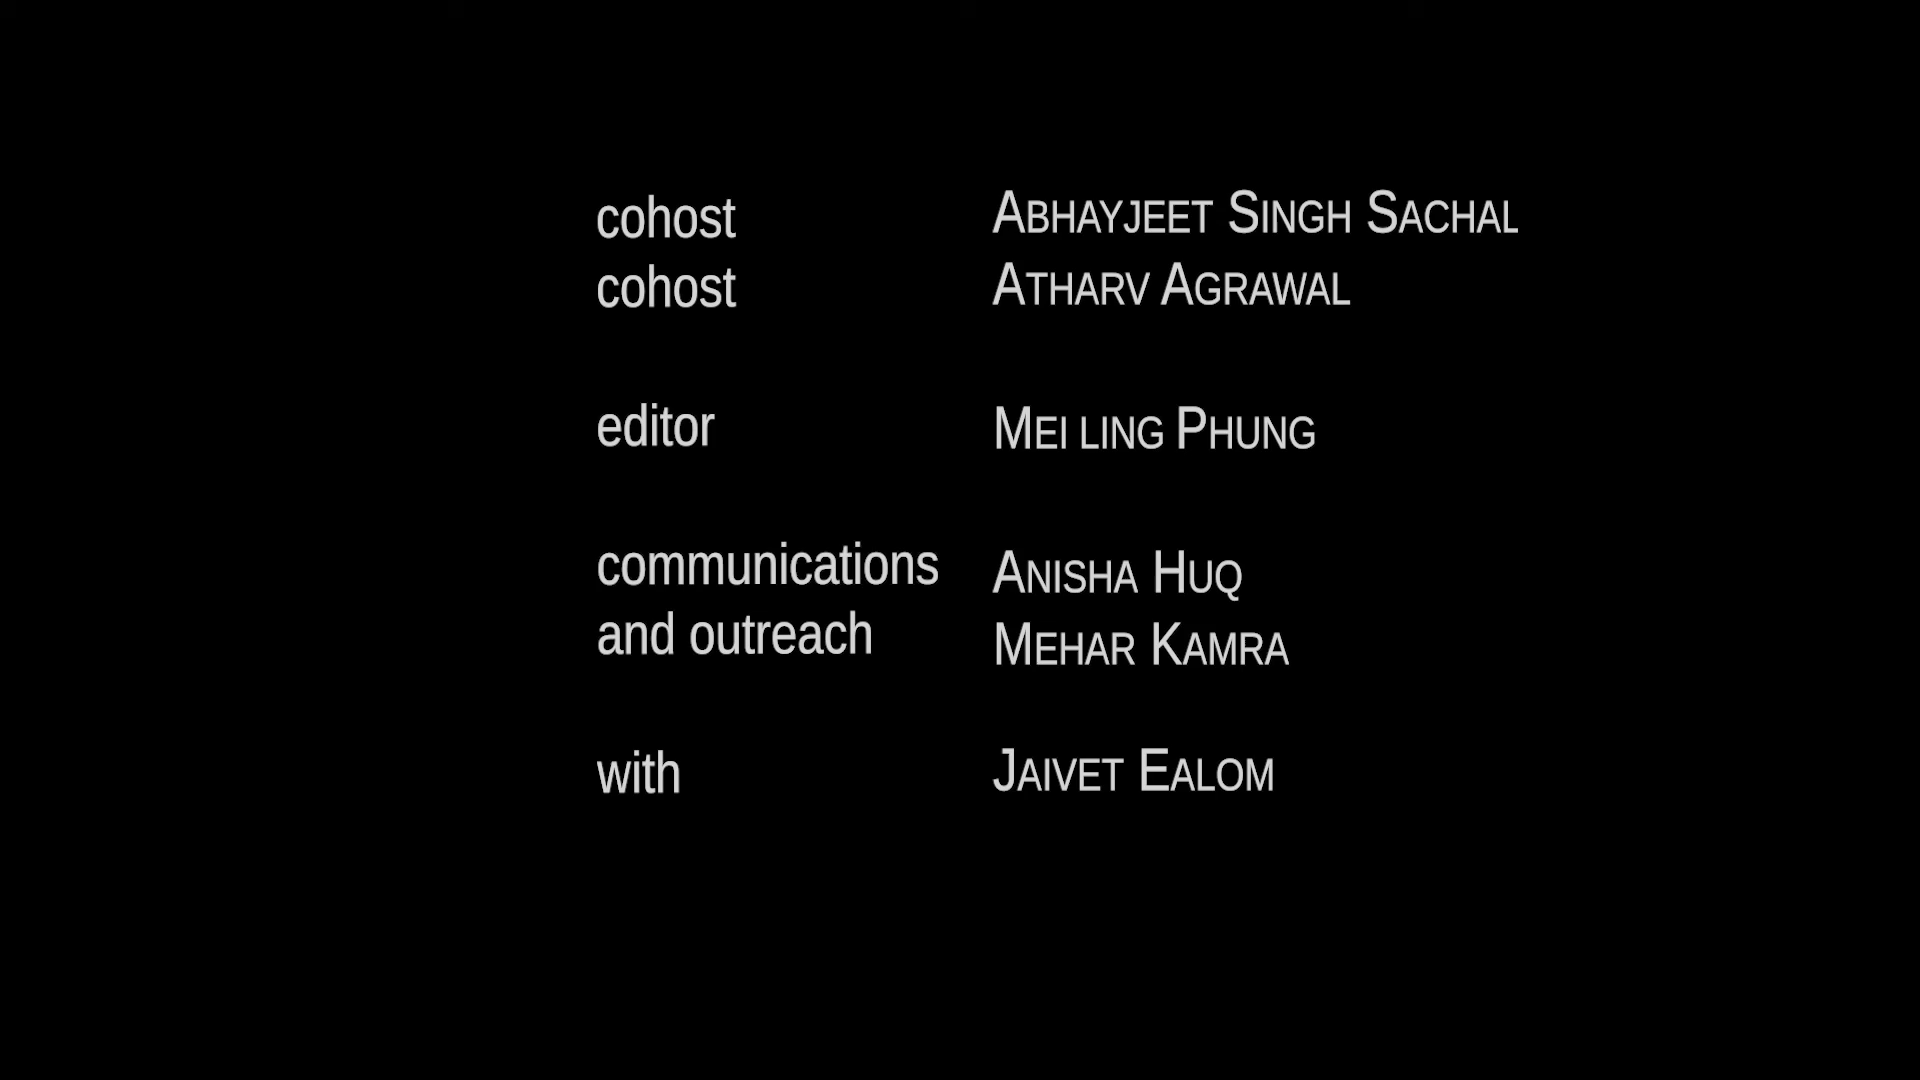 cohost ABHAYJEET SINGH SACHAL
cohost ATHARV AGRAWAL
editor MEI LING PHUNG
communications ANISHA HUQ
and outreach MEHAR KAMRA
with JAIVET EALOM